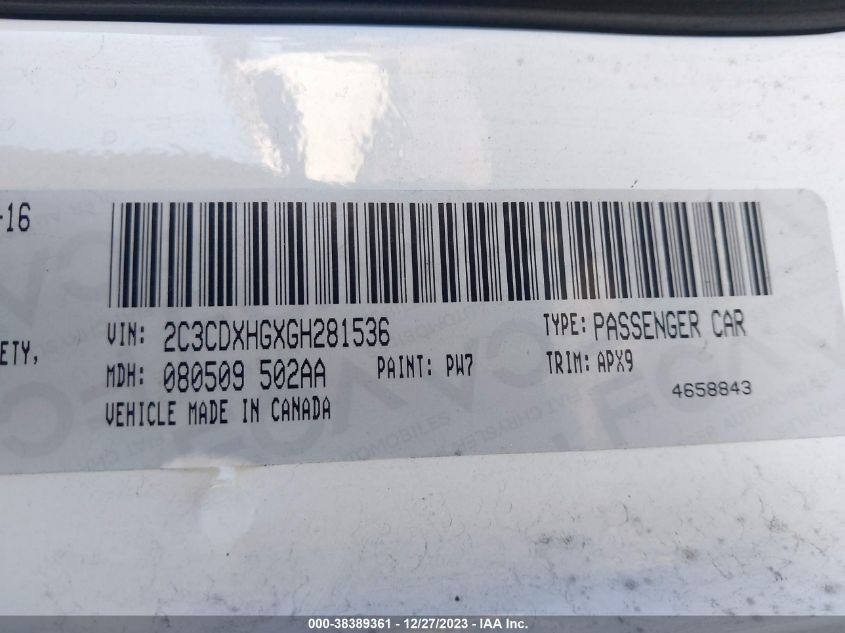 -16
VIN: 2C3CDXHGXGH281536
TYPE: PASSENGER CAR
ETY,
MDH: 080509 502AA
PAINT: PW7
TRIM: APX9
4658843
VEHICLE MADE IN CANADA
000-38389361 - 12/27/2023 - IAA Inc.